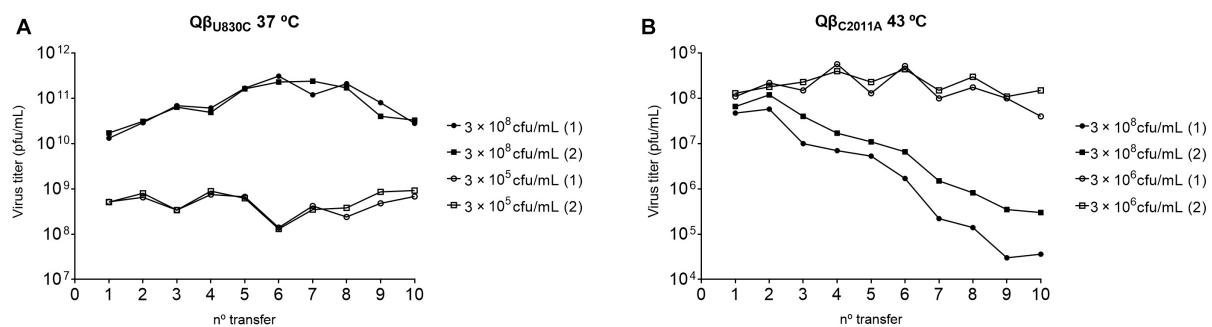 A
Qβ_U830C 37 ºC
Virus titer (pfu/mL)
10^12
10^11
10^10
10^9
10^8
10^7
0 1 2 3 4 5 6 7 8 9 10
nº transfer
3 × 10^8 cfu/mL (1)
3 × 10^8 cfu/mL (2)
3 × 10^5 cfu/mL (1)
3 × 10^5 cfu/mL (2)
B
Qβ_C2011A 43 ºC
Virus titer (pfu/mL)
10^9
10^8
10^7
10^6
10^5
10^4
0 1 2 3 4 5 6 7 8 9 10
nº transfer
3 × 10^8 cfu/mL (1)
3 × 10^8 cfu/mL (2)
3 × 10^6 cfu/mL (1)
3 × 10^6 cfu/mL (2)